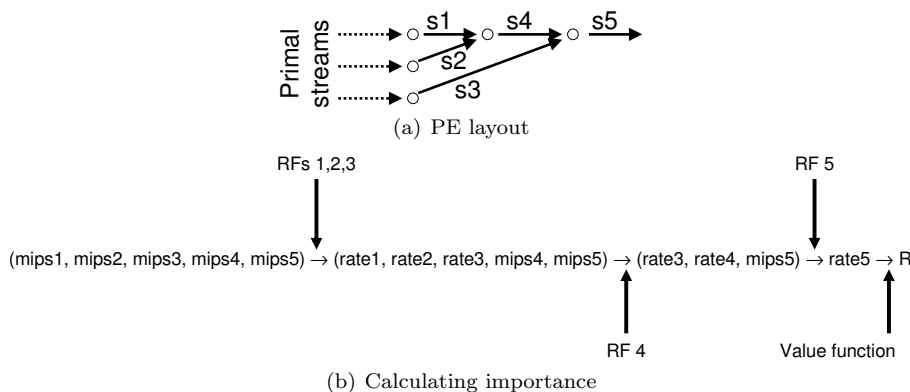 Primal
streams
s1
s4
s5
s2
s3
(a) PE layout
RFs 1,2,3
RF 5
(mips1, mips2, mips3, mips4, mips5) → (rate1, rate2, rate3, mips4, mips5) → (rate3, rate4, mips5) → rate5 → R
RF 4
Value function
(b) Calculating importance